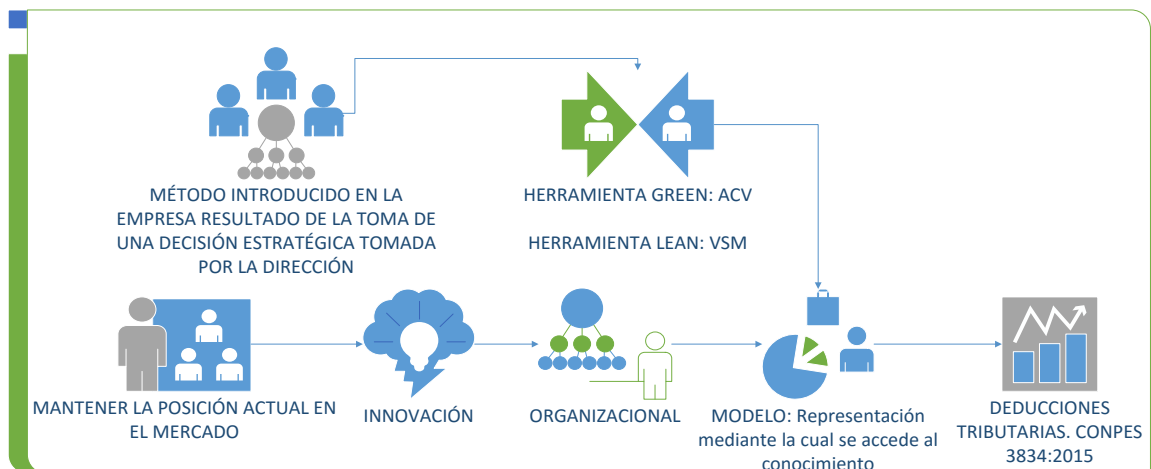 MÉTODO INTRODUCIDO EN LA
EMPRESA RESULTADO DE LA TOMA DE
UNA DECISIÓN ESTRATÉGICA TOMADA
POR LA DIRECCIÓN
HERRAMIENTA GREEN: ACV
HERRAMIENTA LEAN: VSM
MANTENER LA POSICIÓN ACTUAL EN
EL MERCADO
INNOVACIÓN
ORGANIZACIONAL
MODELO: Representación
mediante la cual se accede al
conocimiento
DEDUCCIONES
TRIBUTARIAS. CONPES
3834:2015